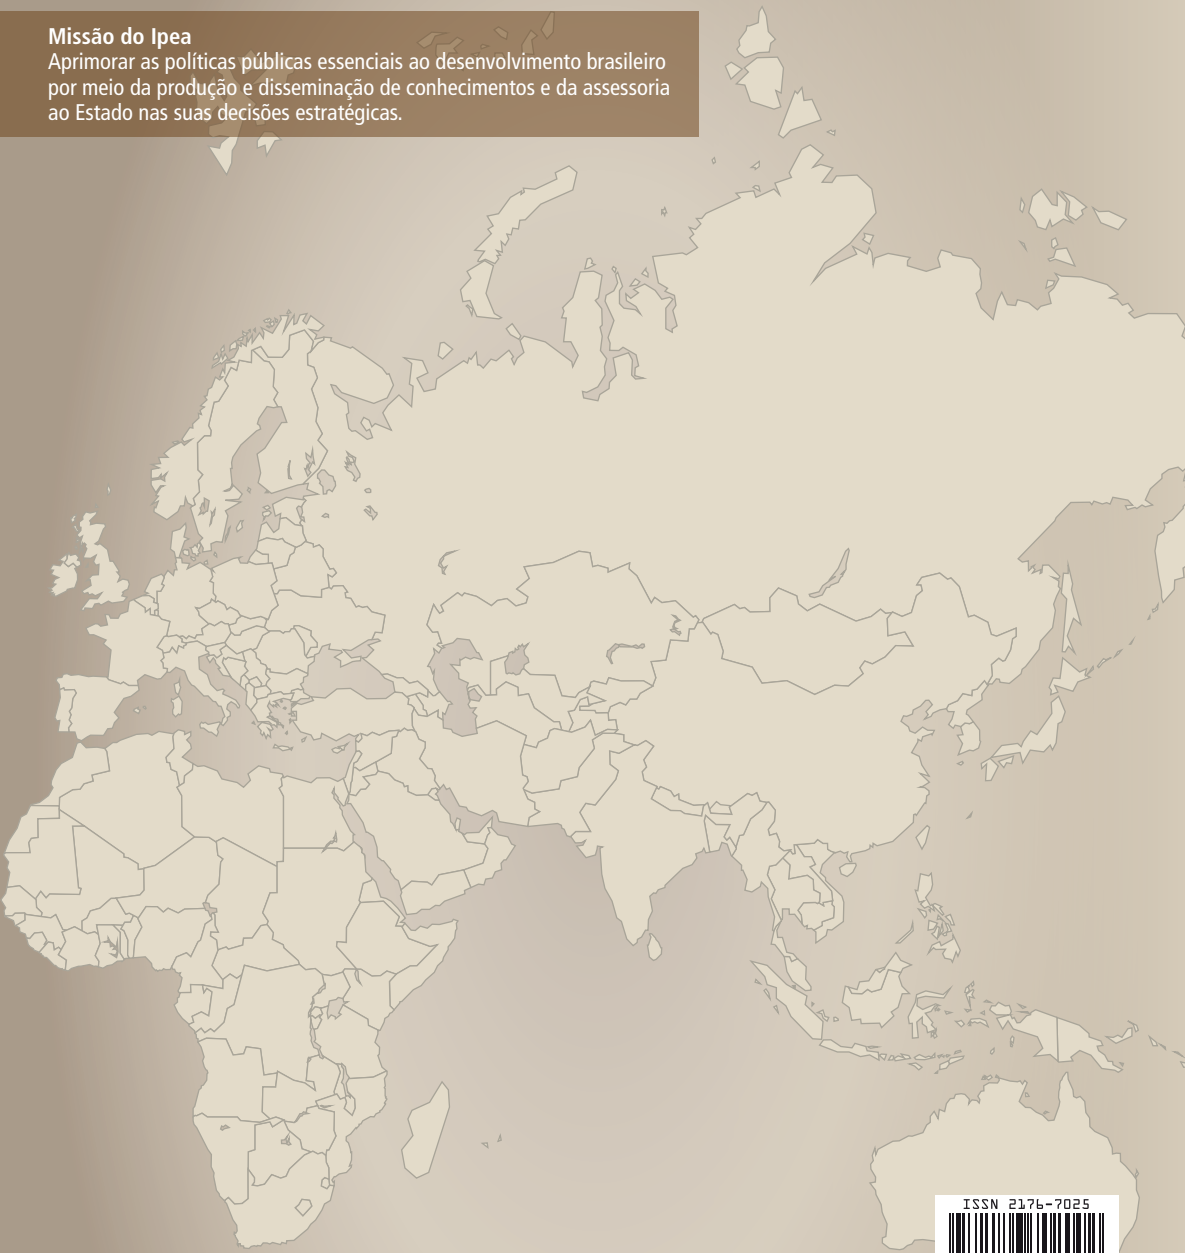 Missão do Ipea
Aprimorar as políticas públicas essenciais ao desenvolvimento brasileiro
por meio da produção e disseminação de conhecimentos e da assessoria
ao Estado nas suas decisões estratégicas.
ISSN 2176-7025